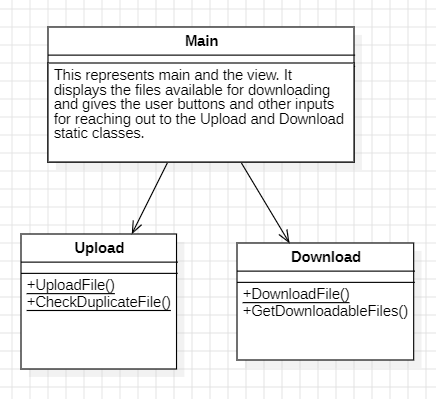 Main
This represents main and the view. It
displays the files available for downloading
and gives the user buttons and other inputs
for reaching out to the Upload and Download
static classes.
Upload
+UploadFile()
+CheckDuplicateFile()
Download
+DownloadFile()
+GetDownloadableFiles()